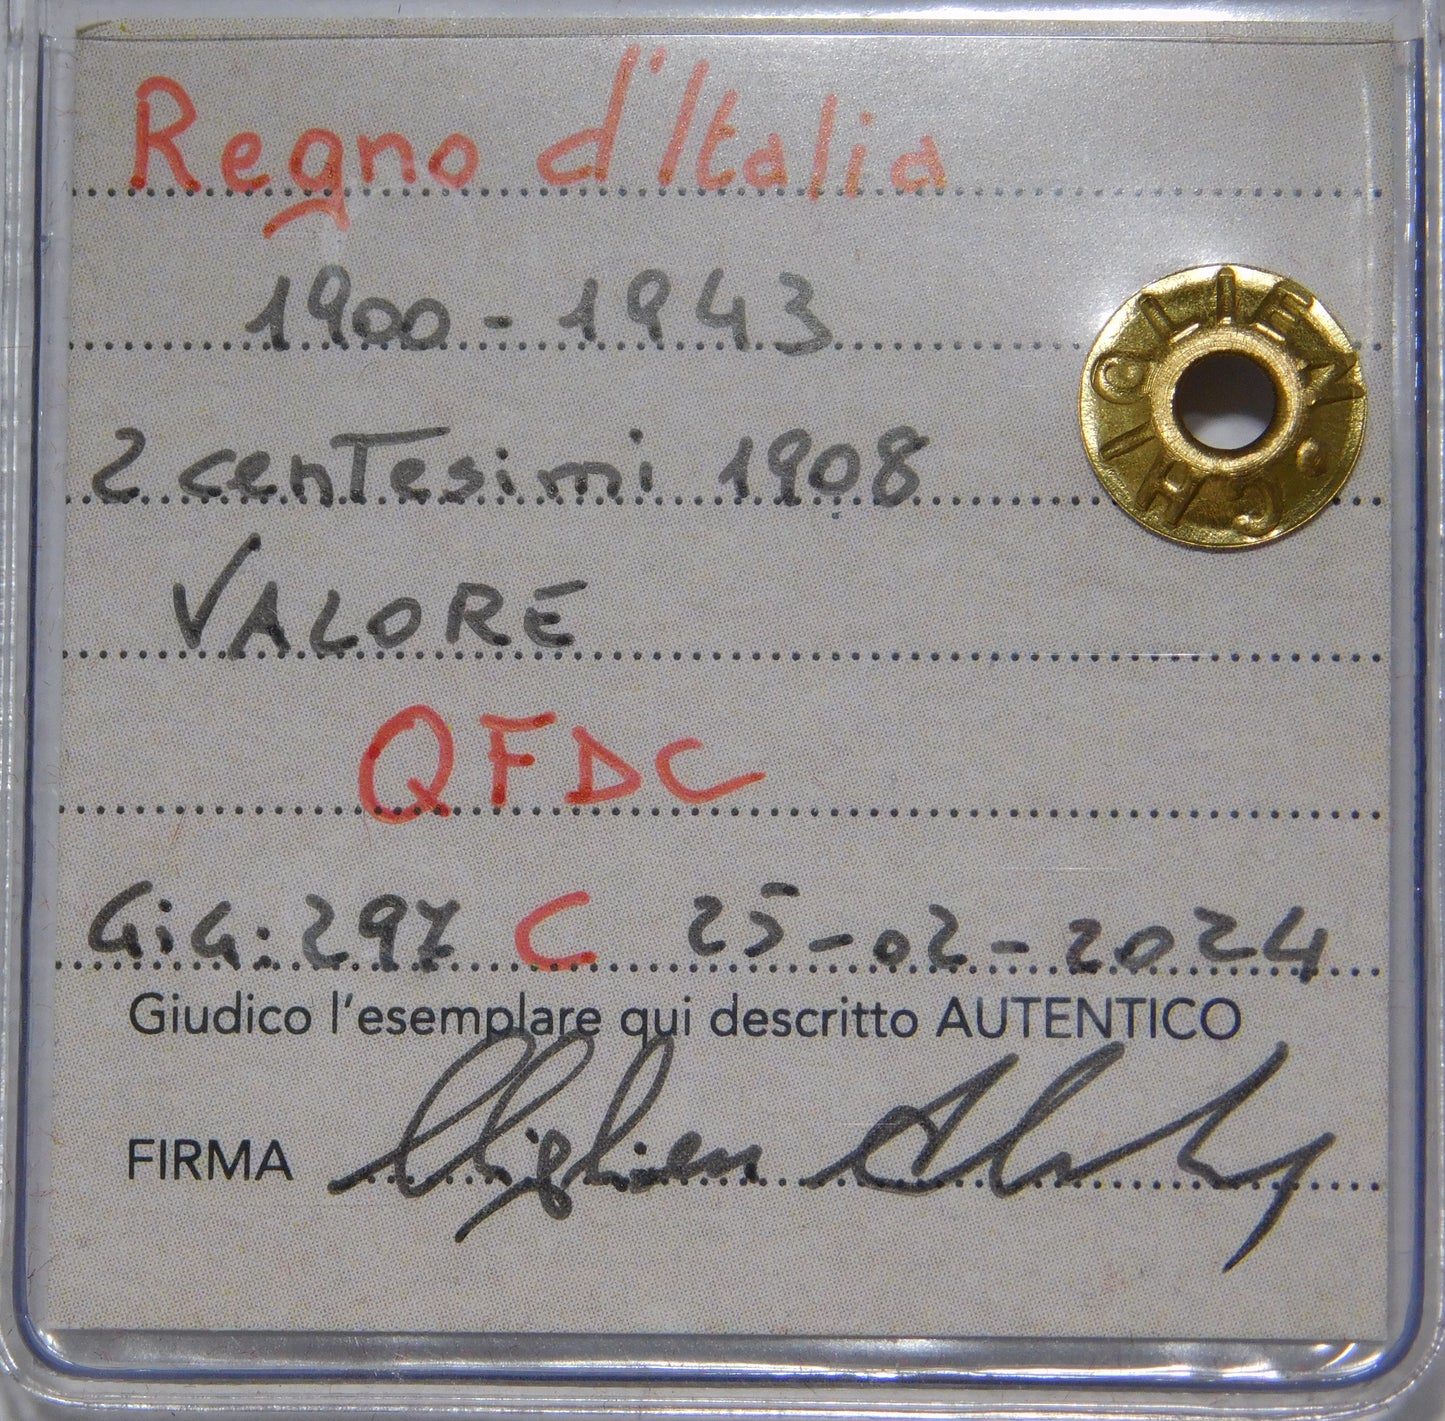 Regno d'Italia
1900-1943
2 centesimi 1908
VALORE
QFDC
GiG: 297 C 25-02-2024
Giudico l'esemplare qui descritto AUTENTICO
FIRMA
CHIGLIEN.